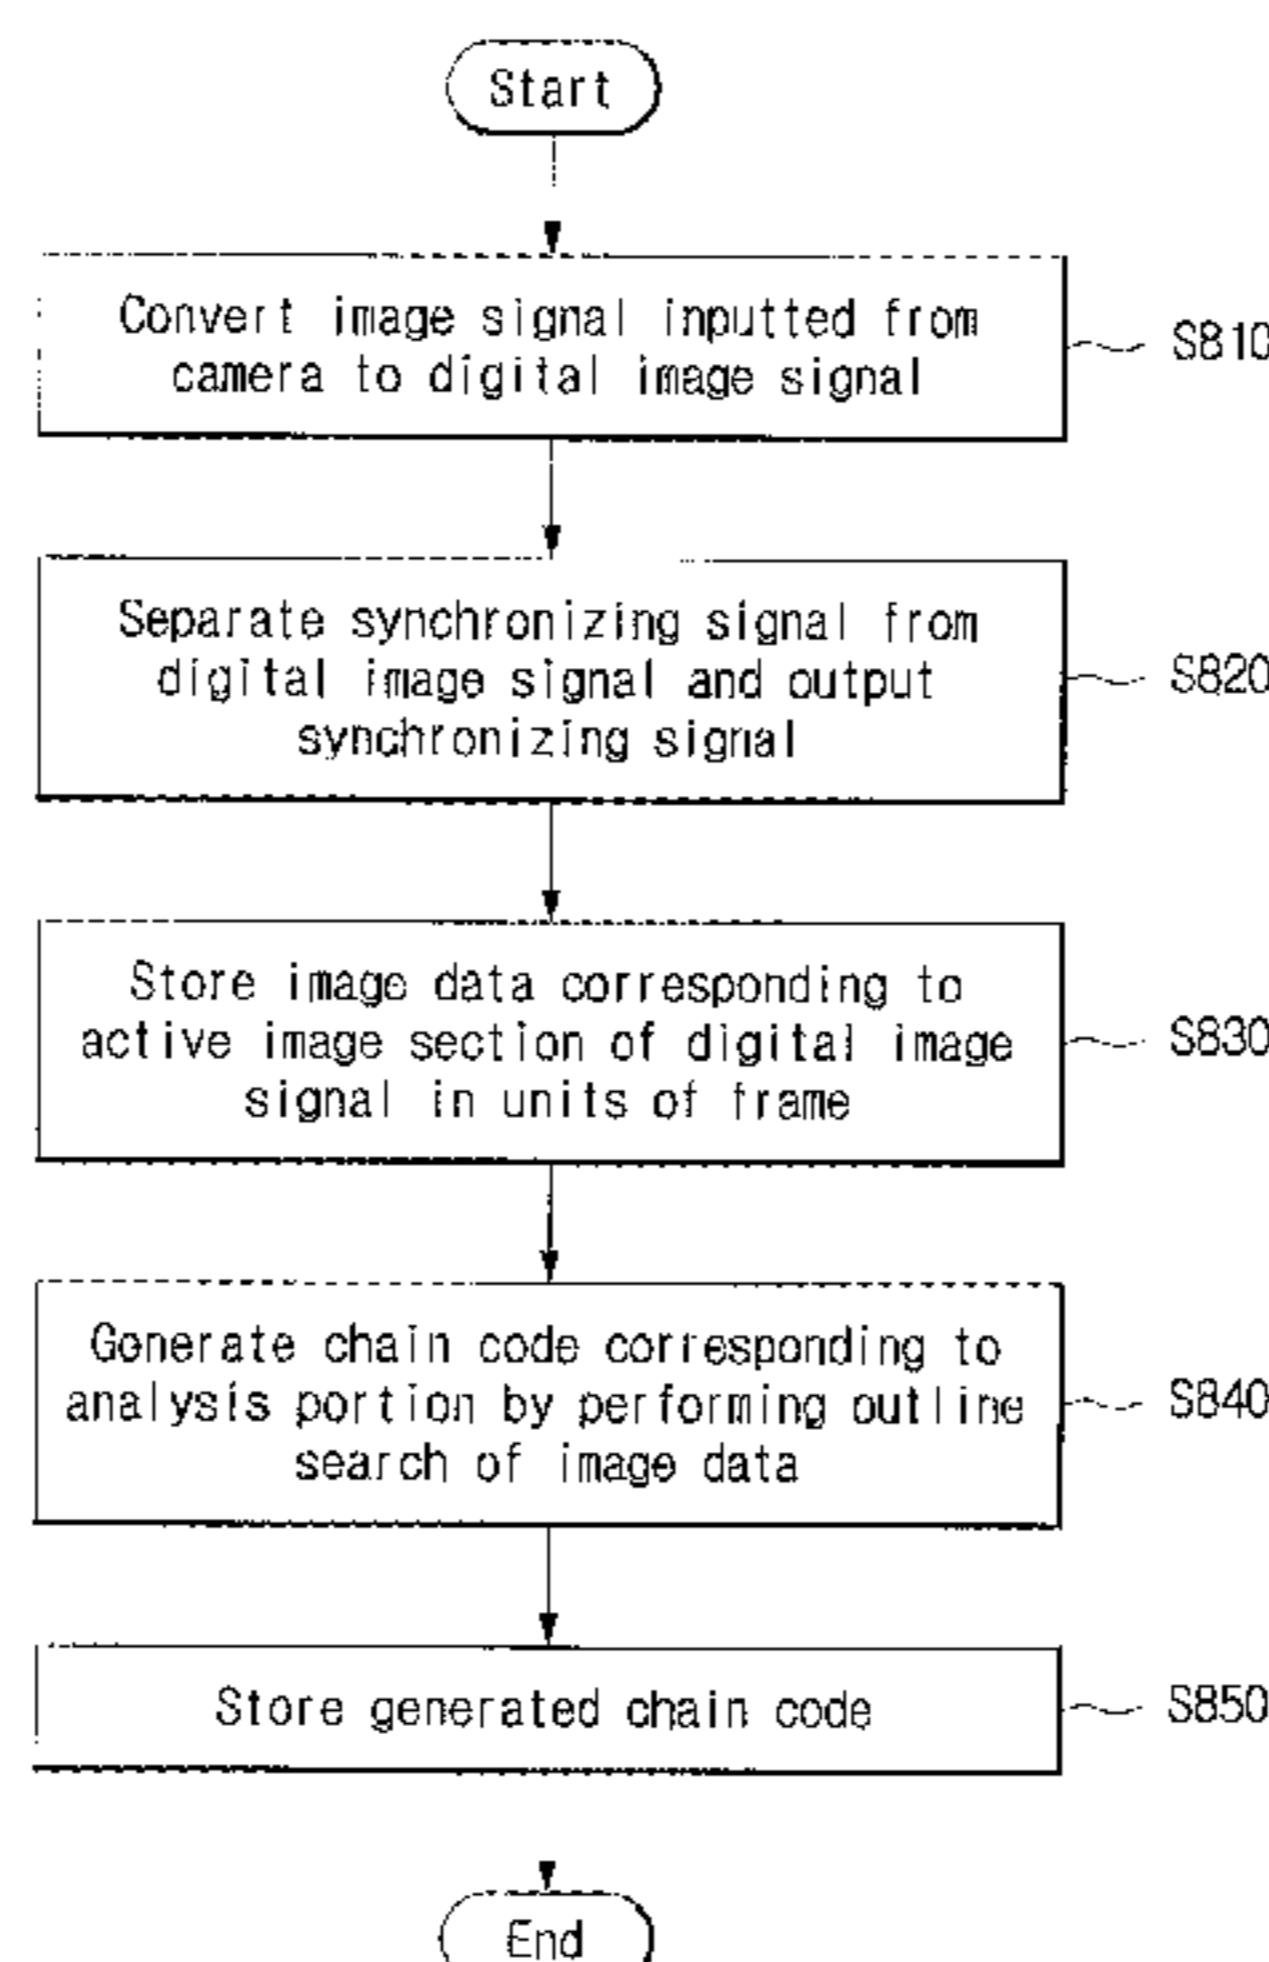 Start
Convert image signal inputted from
camera to digital image signal
S810
Separate synchronizing signal from
digital image signal and output
synchronizing signal
S820
Store image data corresponding to
active image section of digital image
signal in units of frame
S830
Generate chain code corresponding to
analysis portion by performing outline
search of image data
S840
Store generated chain code
S850
End